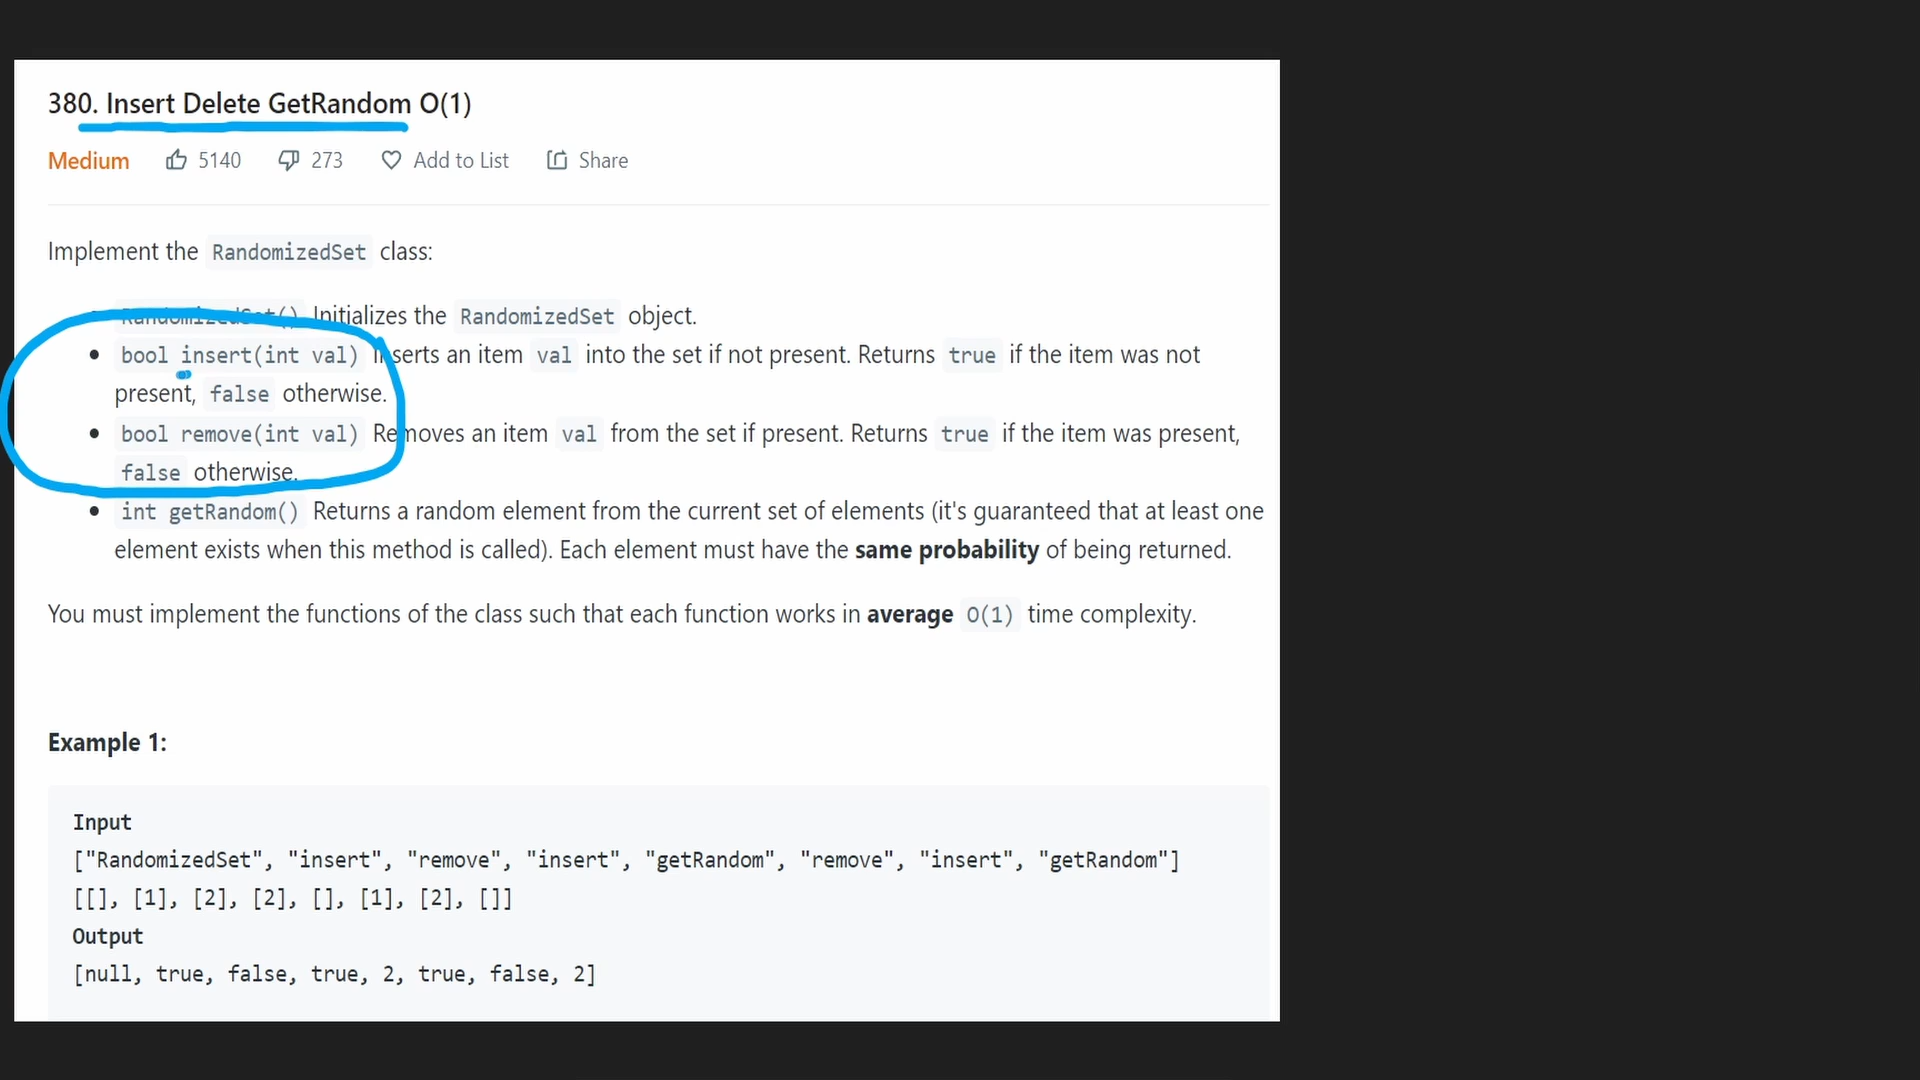 380. Insert Delete GetRandom O(1)
Medium 5140 273 Add to List Share
Implement the RandomizedSet class:
RandomizedSet() Initializes the RandomizedSet object.
bool insert(int val) Inserts an item val into the set if not present. Returns true if the item was not
present, false otherwise.
bool remove(int val) Removes an item val from the set if present. Returns true if the item was present,
false otherwise.
int getRandom() Returns a random element from the current set of elements (it's guaranteed that at least one
element exists when this method is called). Each element must have the same probability of being returned.
You must implement the functions of the class such that each function works in average O(1) time complexity.
Example 1:
Input
["RandomizedSet", "insert", "remove", "insert", "getRandom", "remove", "insert", "getRandom"]
[[], [1], [2], [2], [], [1], [2], []]
Output
[null, true, false, true, 2, true, false, 2]